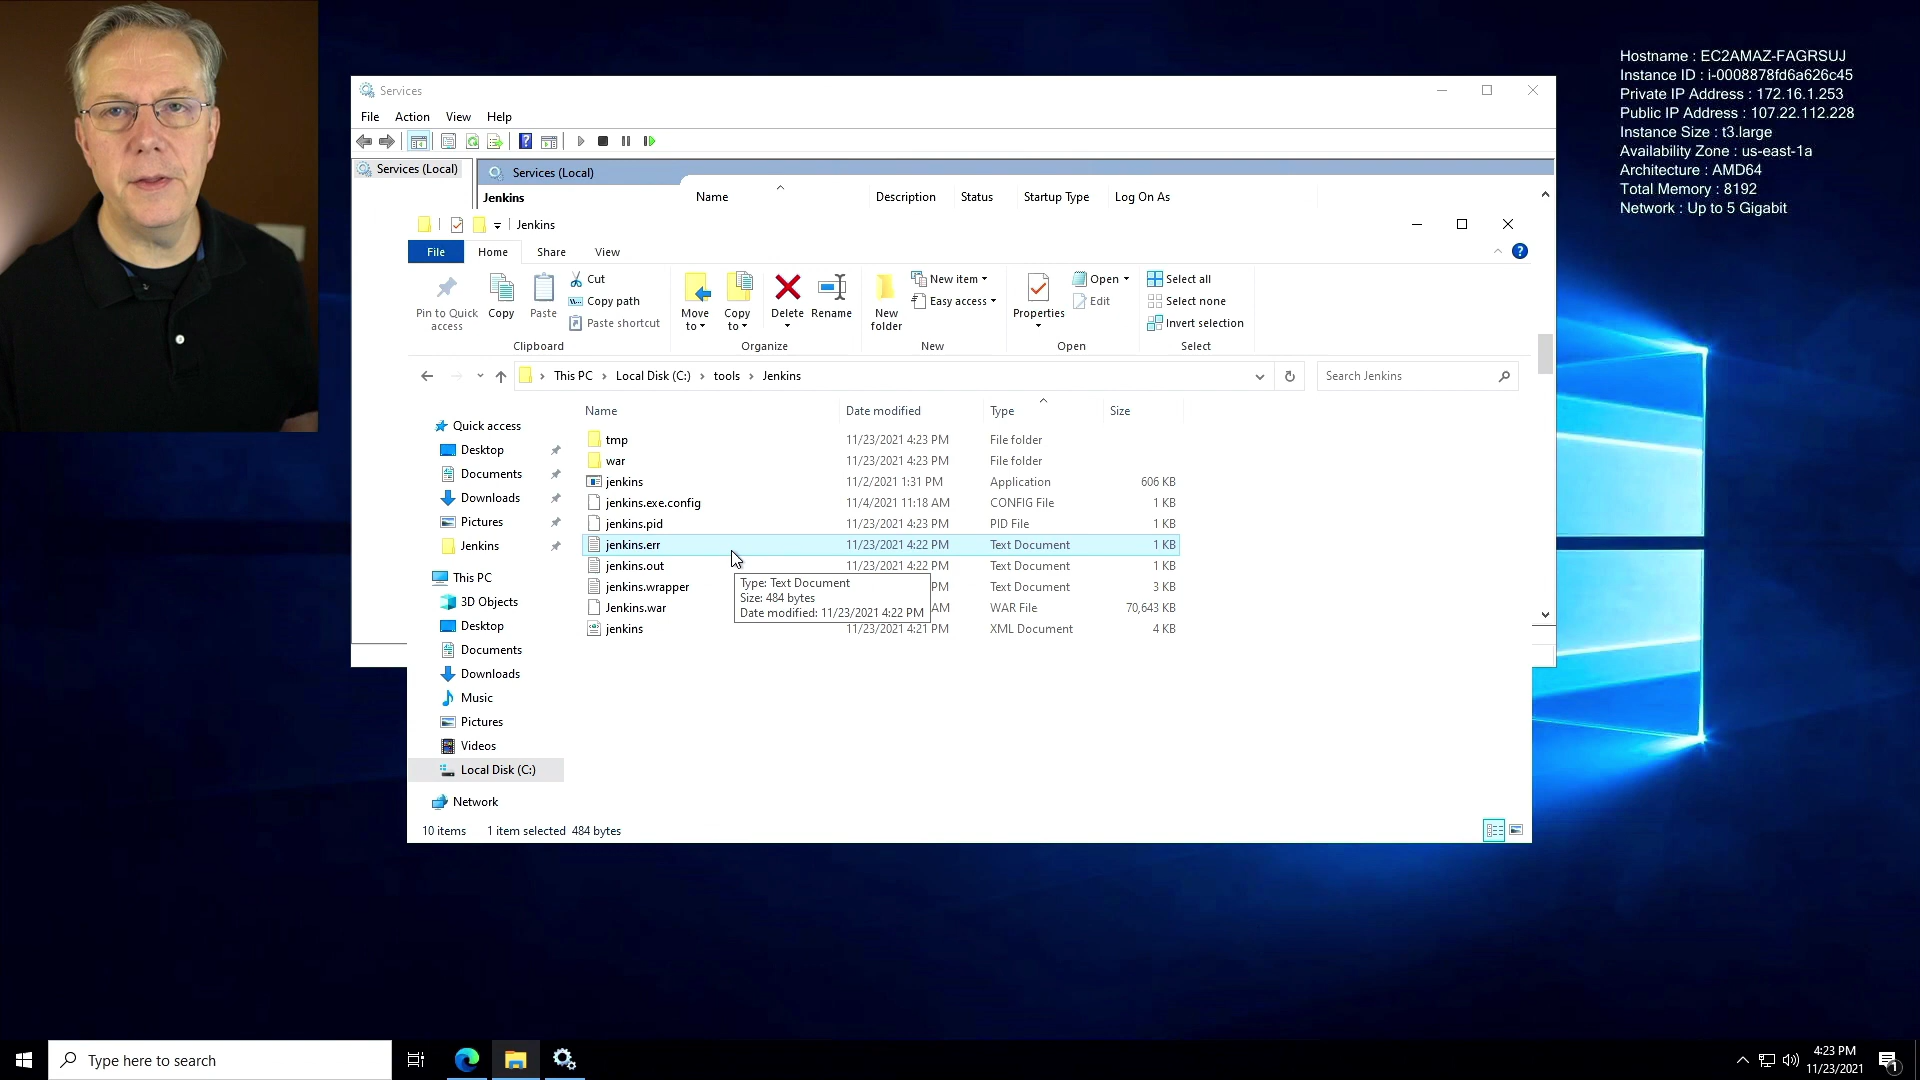 Hostname : EC2AMAZ-FAGRSUJ
Instance ID : i-0008878fd6a626c45
Private IP Address : 172.16.1.253
Public IP Address : 107.22.112.228
Instance Size : t3.large
Availability Zone : us-east-1a
Architecture : AMD64
Total Memory : 8192
Network : Up to 5 Gigabit
Services
File Action View Help
Services (Local)
Services (Local)
Jenkins
Name Description Status Startup Type Log On As
Jenkins
File Home Share View
Pin to Quick access
Copy
Paste
Cut
Copy path
Paste shortcut
Clipboard
Move to
Copy to
Delete
Rename
Organize
New folder
New item
Easy access
New
Properties
Open
Edit
Open
Select all
Select none
Invert selection
Select
This PC Local Disk (C:) tools Jenkins
Search Jenkins
Quick access
Desktop
Documents
Downloads
Pictures
Jenkins
This PC
3D Objects
Desktop
Documents
Downloads
Music
Pictures
Videos
Local Disk (C:)
Network
Name Date modified Type Size
tmp 11/23/2021 4:23 PM File folder
war 11/23/2021 4:23 PM File folder
jenkins 11/2/2021 1:31 PM Application 606 KB
jenkins.exe.config 11/4/2021 11:18 AM CONFIG File 1 KB
jenkins.pid 11/23/2021 4:23 PM PID File 1 KB
jenkins.err 11/23/2021 4:22 PM Text Document 1 KB
jenkins.out 11/23/2021 4:22 PM Text Document 1 KB
jenkins.wrapper PM Text Document 3 KB
Jenkins.war AM WAR File 70,643 KB
jenkins 11/23/2021 4:21 PM XML Document 4 KB
Type: Text Document
Size: 484 bytes
Date modified: 11/23/2021 4:22 PM
10 items 1 item selected 484 bytes
Type here to search
4:23 PM
11/23/2021
1